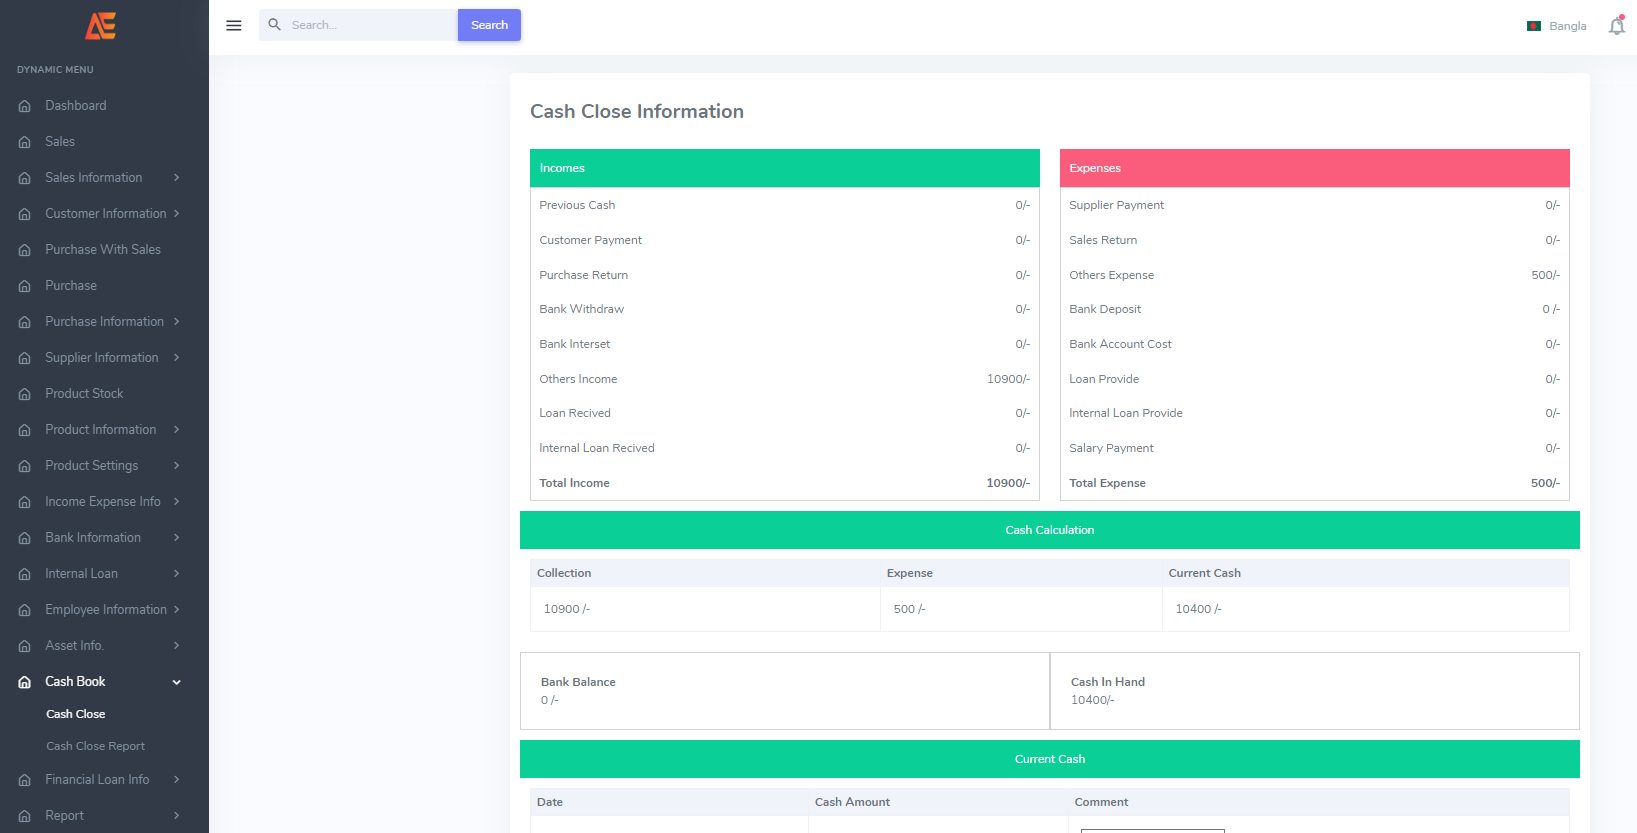 AE
DYNAMIC MENU
Dashboard
Sales
Sales Information
Customer Information
Purchase With Sales
Purchase
Purchase Information
Supplier Information
Product Stock
Product Information
Product Settings
Income Expense Info
Bank Information
Internal Loan
Employee Information
Asset Info.
Cash Book
Cash Close
Cash Close Report
Financial Loan Info
Report
Search... Search
Bangla
Cash Close Information
Incomes
Previous Cash 0/-
Customer Payment 0/-
Purchase Return 0/-
Bank Withdraw 0/-
Bank Interset 0/-
Others Income 10900/-
Loan Recived 0/-
Internal Loan Recived 0/-
Total Income 10900/-
Expenses
Supplier Payment 0/-
Sales Return 0/-
Others Expense 500/-
Bank Deposit 0 /-
Bank Account Cost 0/-
Loan Provide 0/-
Internal Loan Provide 0/-
Salary Payment 0/-
Total Expense 500/-
Cash Calculation
Collection Expense Current Cash
10900 /- 500 /- 10400 /-
Bank Balance
0 /-
Cash In Hand
10400/-
Current Cash
Date Cash Amount Comment